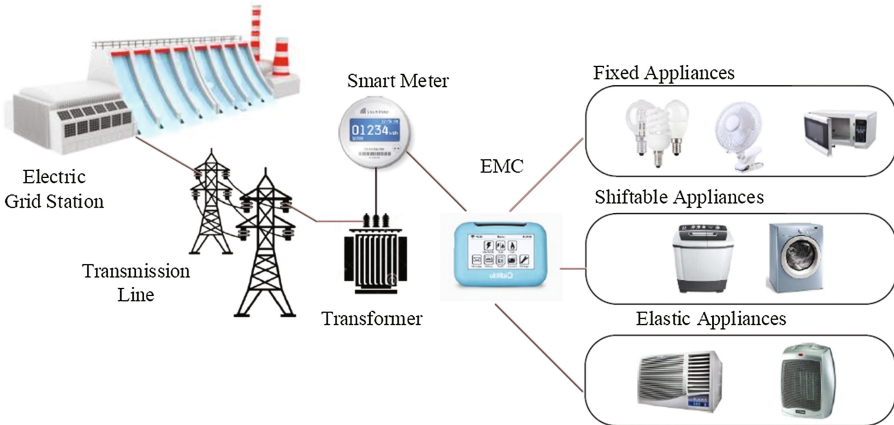 Smart Meter
01234
Fixed Appliances
Electric
Grid Station
EMC
Shiftable Appliances
Transmission
Line
Transformer
Elastic Appliances